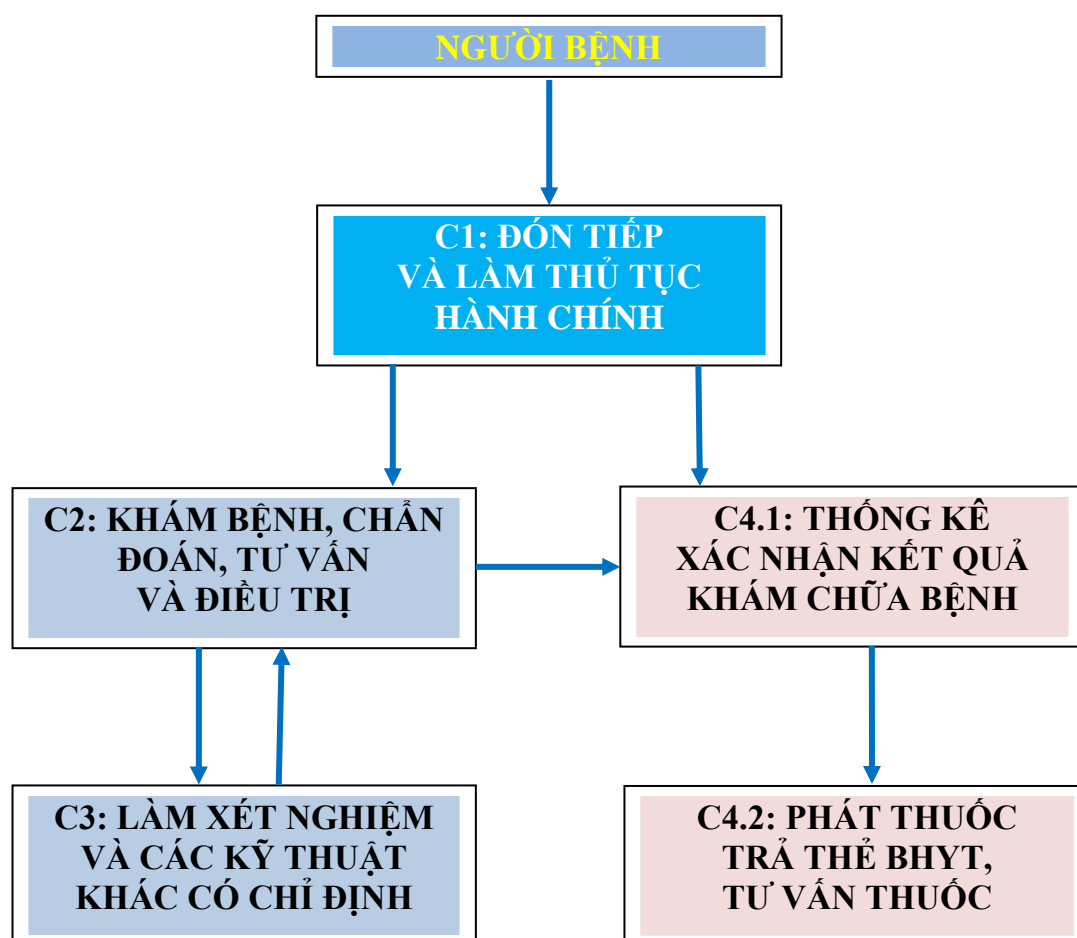 NGƯỜI BỆNH
C1: ĐÓN TIẾP
VÀ LÀM THỦ TỤC
HÀNH CHÍNH
C2: KHÁM BỆNH, CHẨN
ĐOÁN, TƯ VẤN
VÀ ĐIỀU TRỊ
C4.1: THỐNG KÊ
XÁC NHẬN KẾT QUẢ
KHÁM CHỮA BỆNH
C3: LÀM XÉT NGHIỆM
VÀ CÁC KỸ THUẬT
KHÁC CÓ CHỈ ĐỊNH
C4.2: PHÁT THUỐC
TRẢ THẺ BHYT,
TƯ VẤN THUỐC